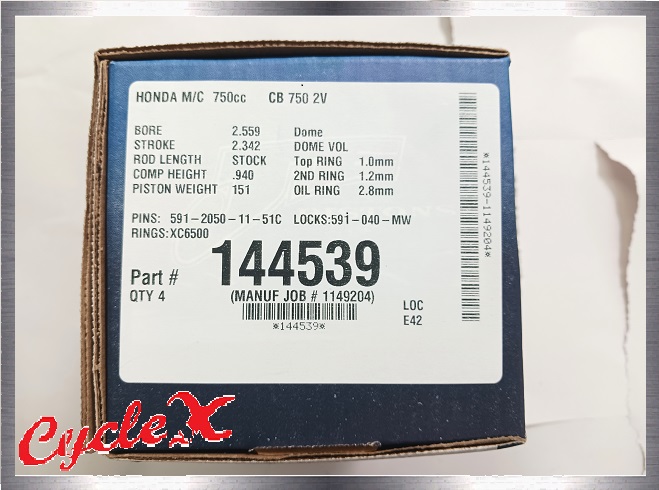 HONDA M/C 750cc CB 750 2V
BORE 2.559 Dome
STROKE 2.342 DOME VOL
ROD LENGTH STOCK Top RING 1.0mm
COMP HEIGHT .940 2ND RING 1.2mm
PISTON WEIGHT 151 OIL RING 2.8mm
PINS: 591-2050-11-51C LOCKS:591-040-MW
RINGS:XC6500
Part # 144539
QTY 4 (MANUF JOB # 1149204)
*144539*
LOC
E42
*144539-1149204*
CycleX